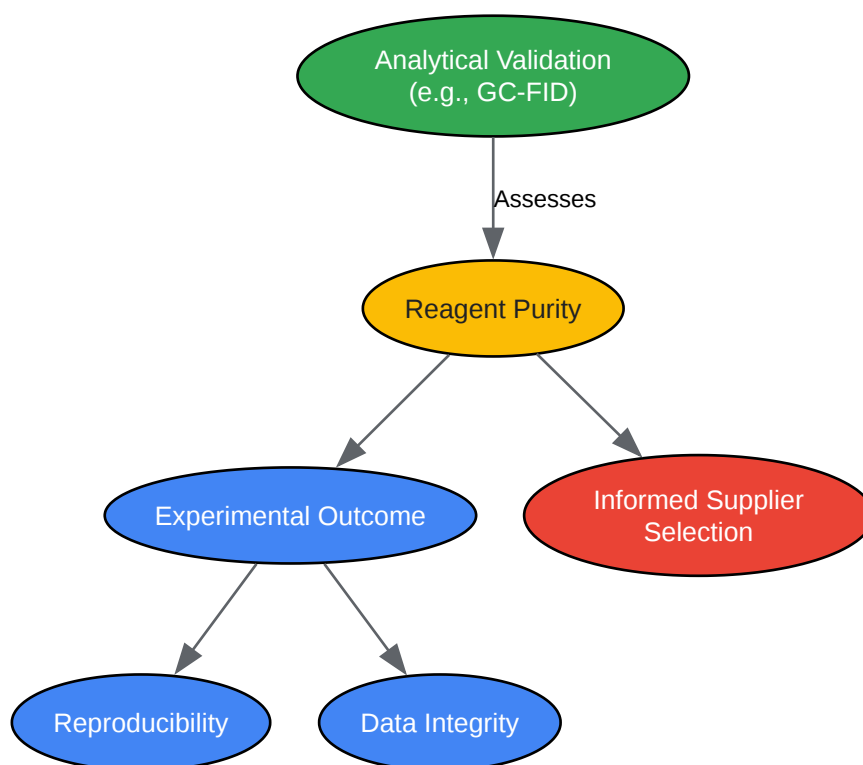 Analytical Validation
(e.g., GC-FID)
Assesses
Reagent Purity
Experimental Outcome
Informed Supplier
Selection
Reproducibility
Data Integrity